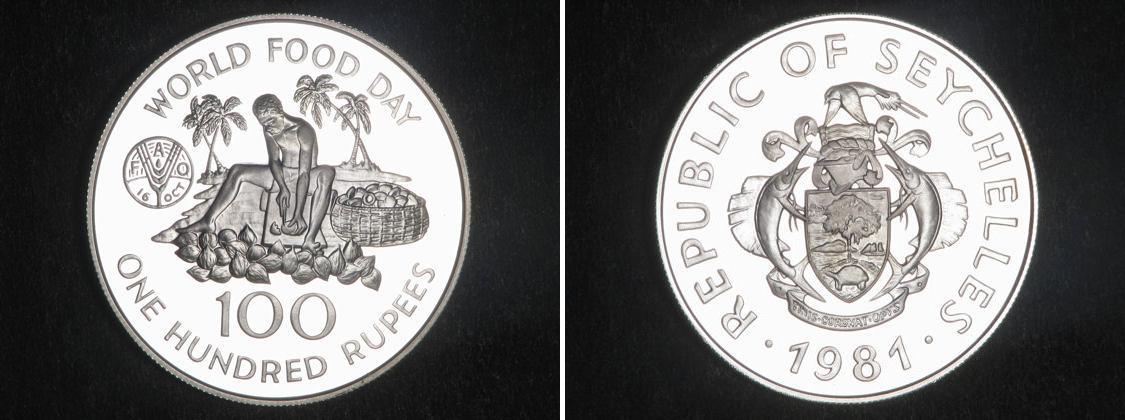 WORLD FOOD DAY
FAO
16 OCT
100
ONE HUNDRED RUPEES
REPUBLIC OF SEYCHELLES
FINIS·CORONAT·OPUS
·1981·